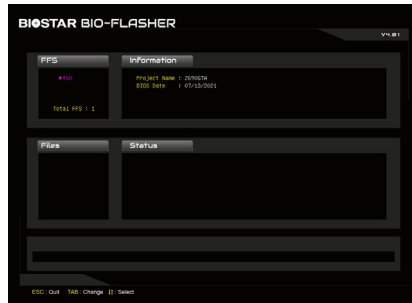 BIOSTAR BIO-FLASHER
V4.01
FFS
Information
Project Name : Z690GTA
BIOS Date : 07/13/2021
Total FFS : 1
Files
Status
ESC : Quit TAB : Change : Select